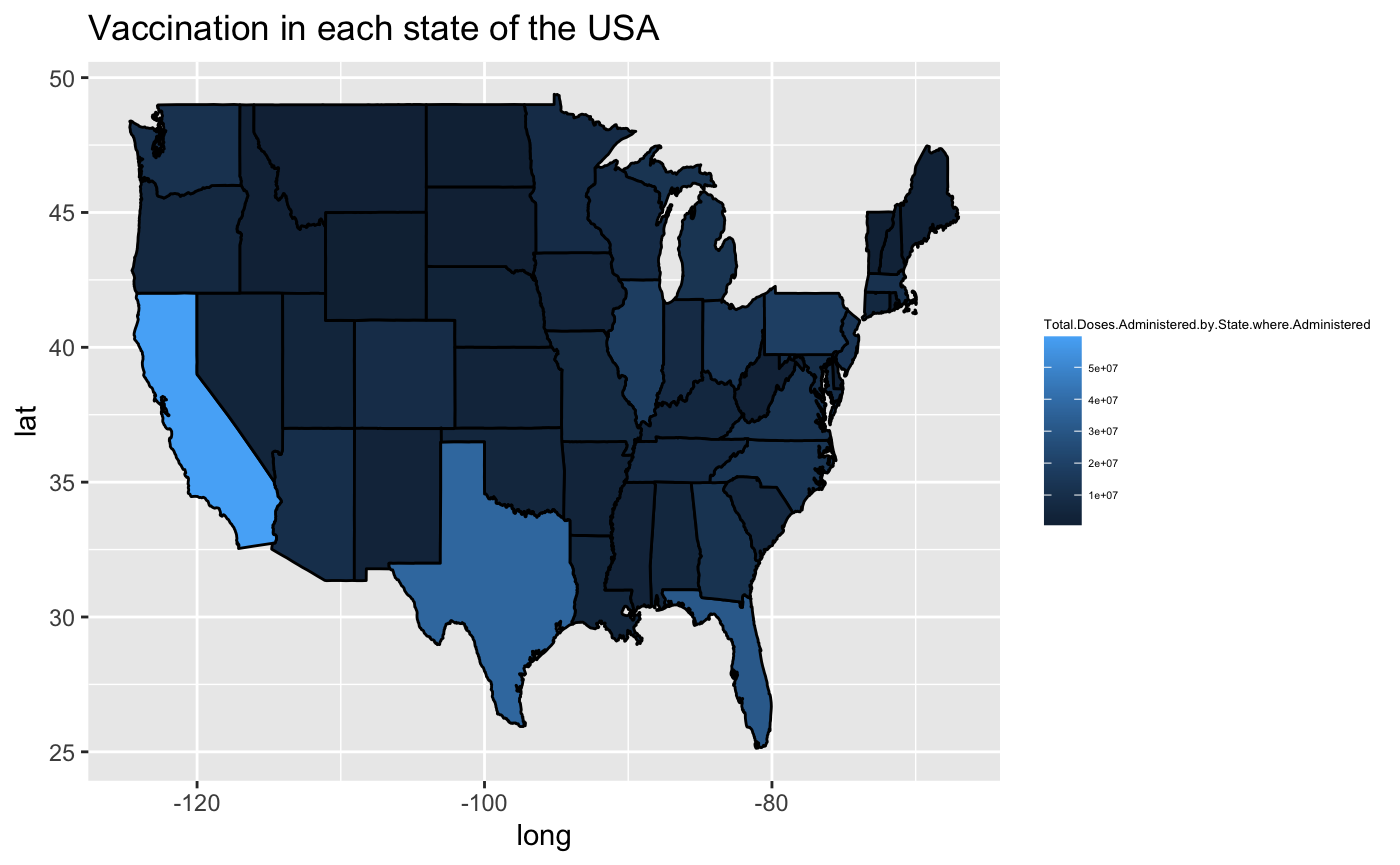 Vaccination in each state of the USA
50
45
40
35
30
25
lat
-120
-100
-80
long
Total.Doses.Administered.by.State.where.Administered
5e+07
4e+07
3e+07
2e+07
1e+07